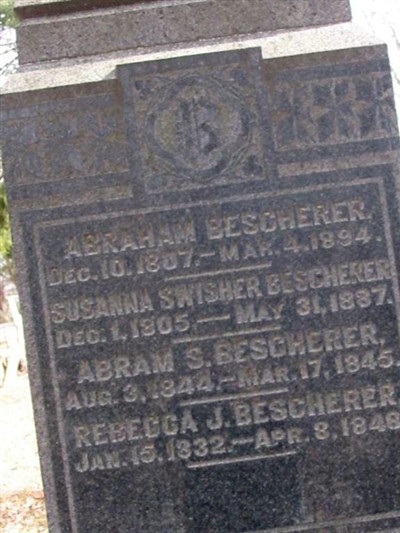 B
ABRAHAM BESCHERER,
DEC. 10, 1807.–MAR. 4, 1894.
SUSANNA SWISHER BESCHERER
DEC. 1, 1805.–MAY 31, 1887.
ABRAM S. BESCHERER,
AUG. 3, 1844.–MAR. 17, 1845.
REBECCA J. BESCHERER
JAN. 15, 1832.–APR. 8, 1848